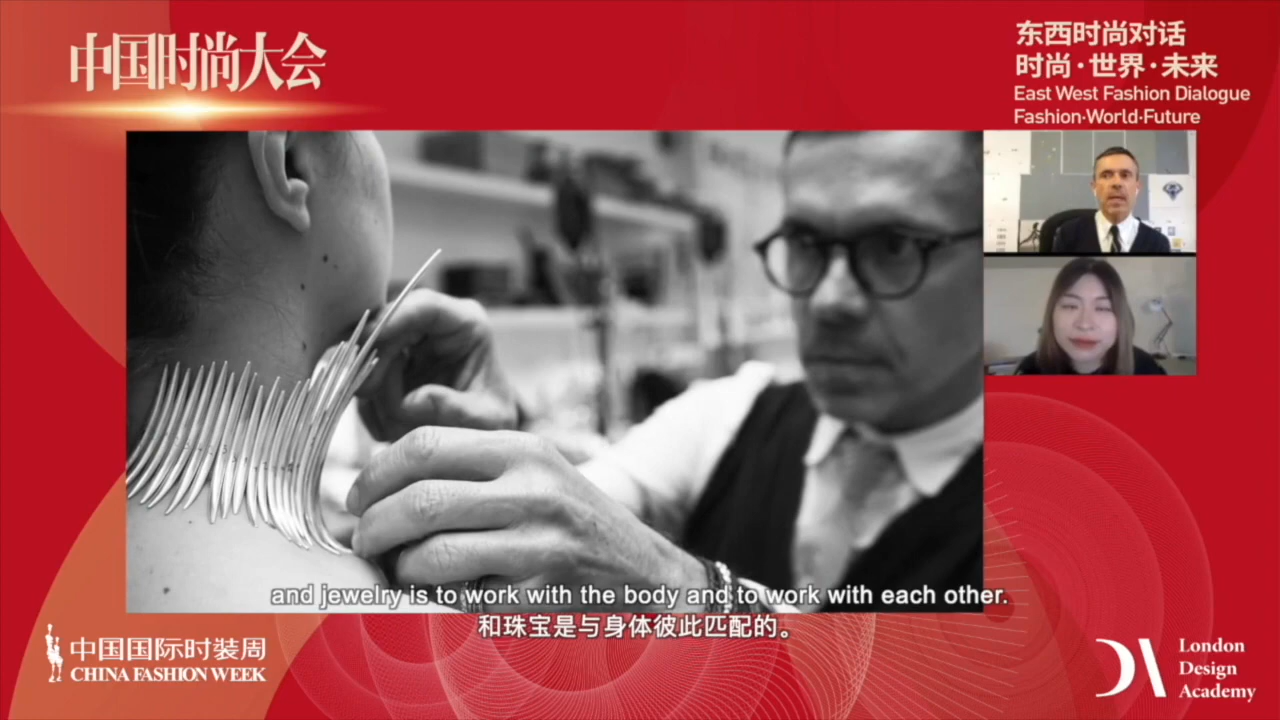 中国时尚大会
东西时尚对话
时尚·世界·未来
East West Fashion Dialogue
Fashion·World·Future
and jewelry is to work with the body and to work with each other.
和珠宝是与身体彼此匹配的。
中国国际时装周
CHINA FASHION WEEK
London
Design
Academy